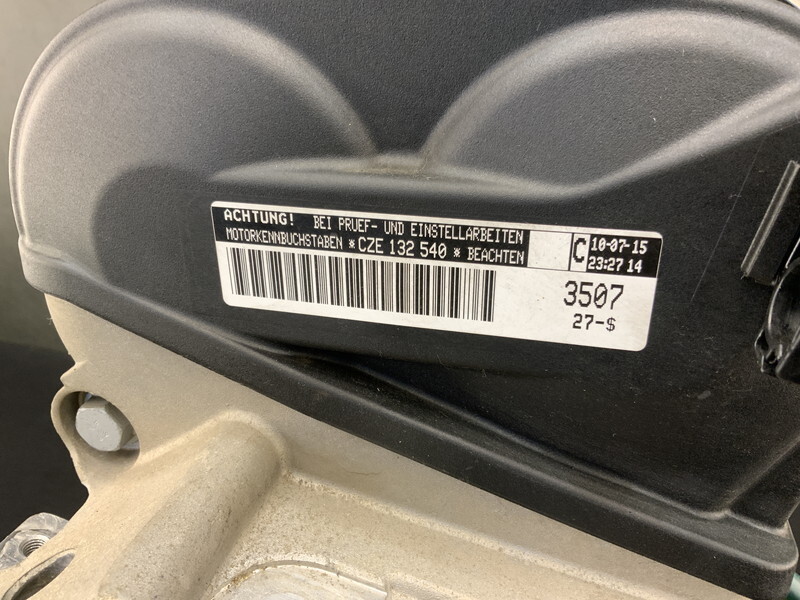 ACHTUNG! BEI PRUEF- UND EINSTELLARBEITEN
MOTORKENNBUCHSTABEN *CZE 132 540 * BEACHTEN
C
10-07-15
23:27 14
3507
27-$